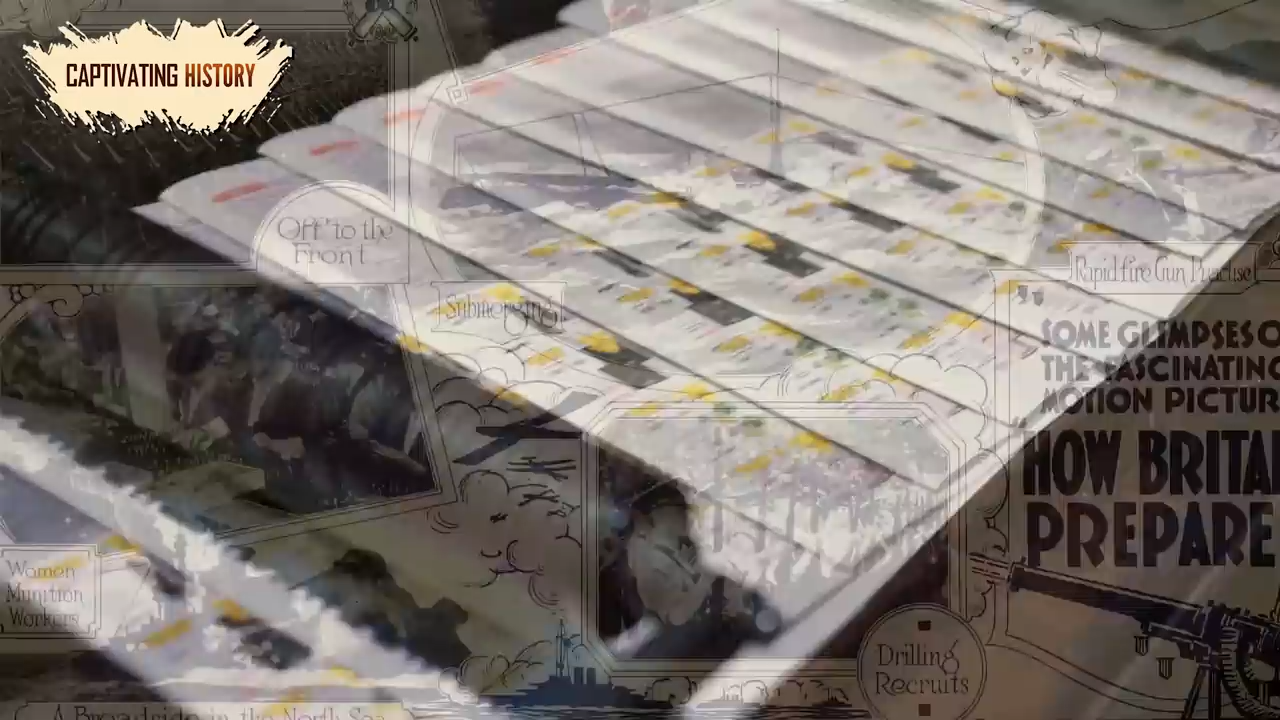 CAPTIVATING HISTORY
Off to the
Front
Submerging
Rapid fire Gun Practise
SOME GLIMPSES O
THE FASCINATING
MOTION PICTUR
HOW BRITAI
PREPARE
Women
Munition
Workers
Drilling
Recruits
A Broadside in the North Sea